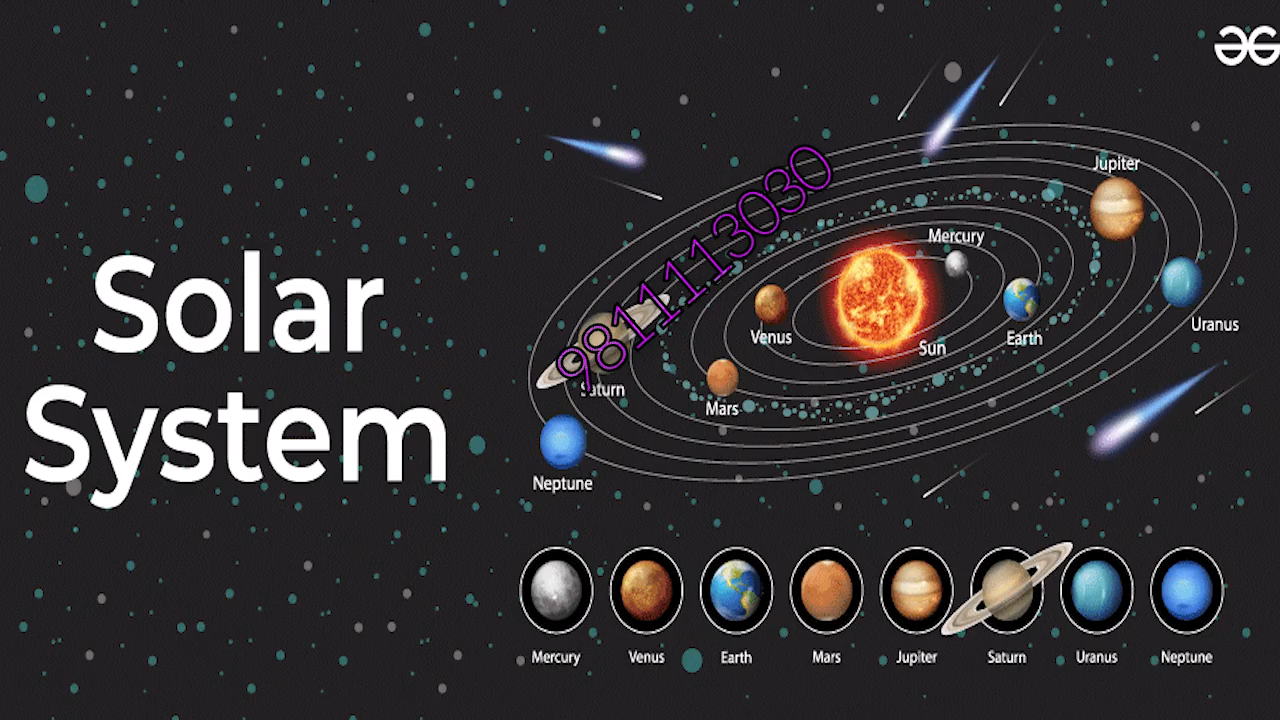 Solar
System
Jupiter
Mercury
Uranus
Venus
Earth
Sun
Saturn
Mars
Neptune
9811113030
Mercury Venus Earth Mars Jupiter Saturn Uranus Neptune